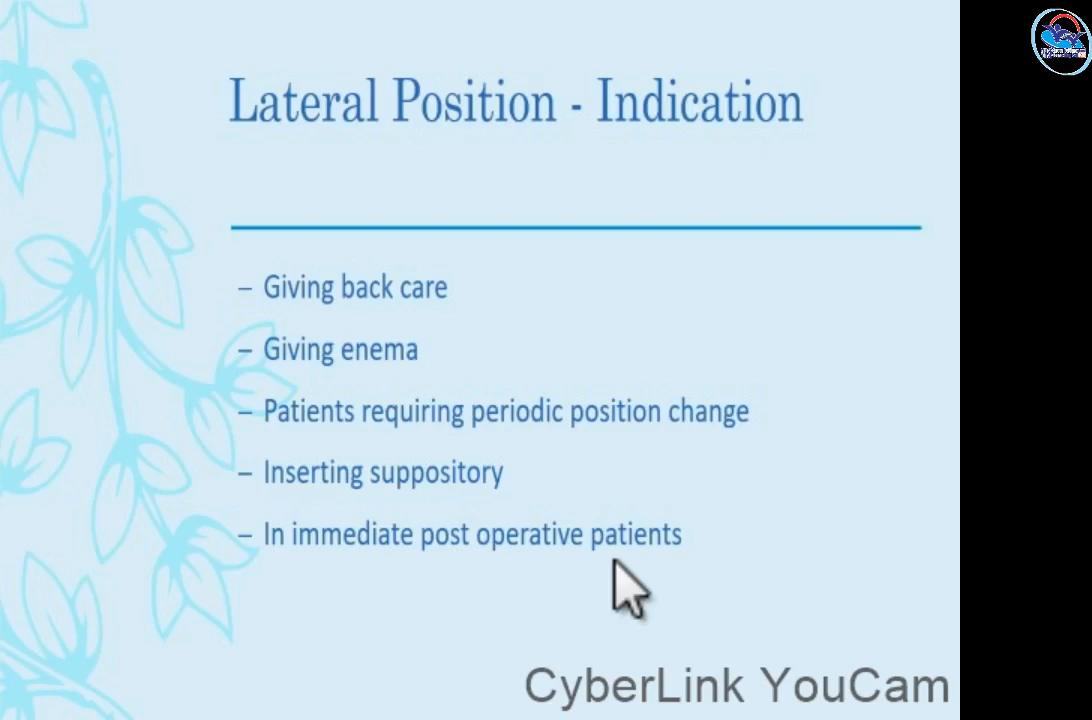 Lateral Position - Indication
– Giving back care
– Giving enema
– Patients requiring periodic position change
– Inserting suppository
– In immediate post operative patients
CyberLink YouCam